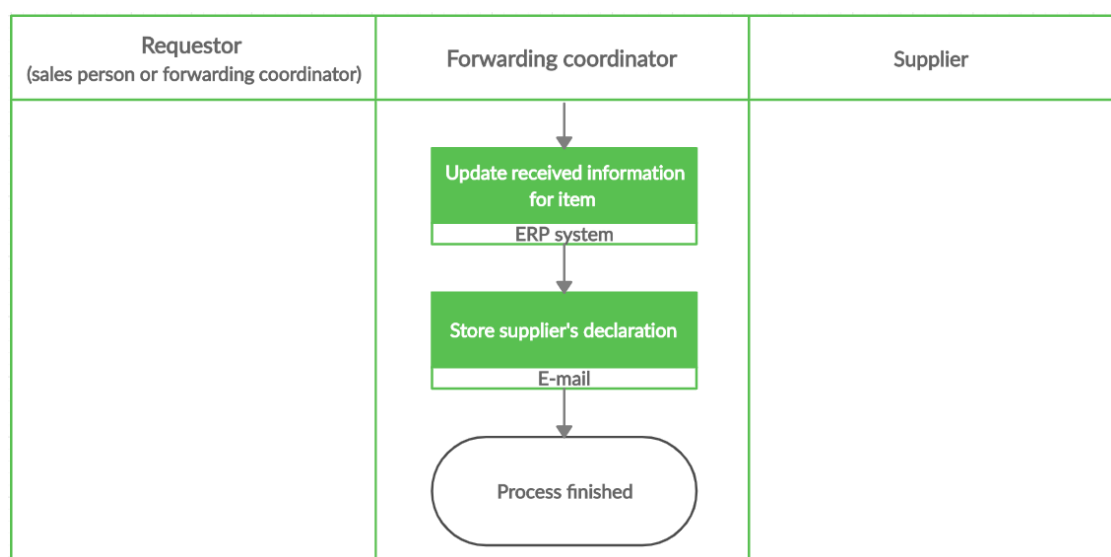 Requestor
(sales person or forwarding coordinator)
Forwarding coordinator
Supplier
Update received information
for item
ERP system
Store supplier's declaration
E-mail
Process finished